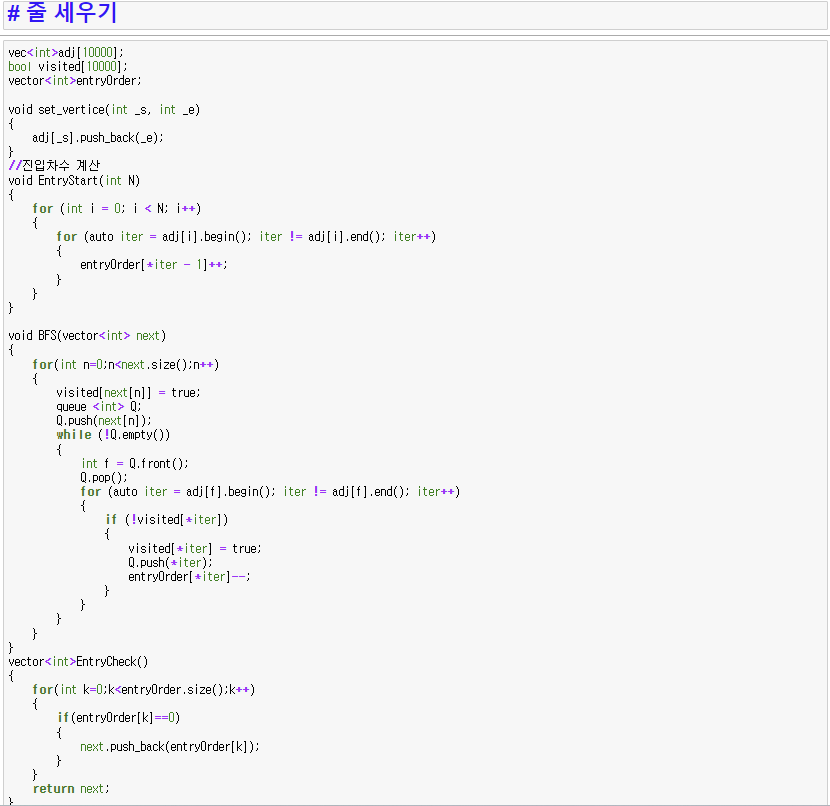 # 줄 세우기
vec<int>adj[10000];
bool visited[10000];
vector<int>entryOrder;
void set_vertice(int _s, int _e)
{
adj[_s].push_back(_e);
}
//진입차수 계산
void EntryStart(int N)
{
for (int i = 0; i < N; i++)
{
for (auto iter = adj[i].begin(); iter != adj[i].end(); iter++)
{
entryOrder[*iter - 1]++;
}
}
}
void BFS(vector<int> next)
{
for(int n=0;n<next.size();n++)
{
visited[next[n]] = true;
queue <int> Q;
Q.push(next[n]);
while (!Q.empty())
{
int f = Q.front();
Q.pop();
for (auto iter = adj[f].begin(); iter != adj[f].end(); iter++)
{
if (!visited[*iter])
{
visited[*iter] = true;
Q.push(*iter);
entryOrder[*iter]--;
}
}
}
}
}
vector<int>EntryCheck()
{
for(int k=0;k<entryOrder.size();k++)
{
if(entryOrder[k]==0)
{
next.push_back(entryOrder[k]);
}
}
return next;
}